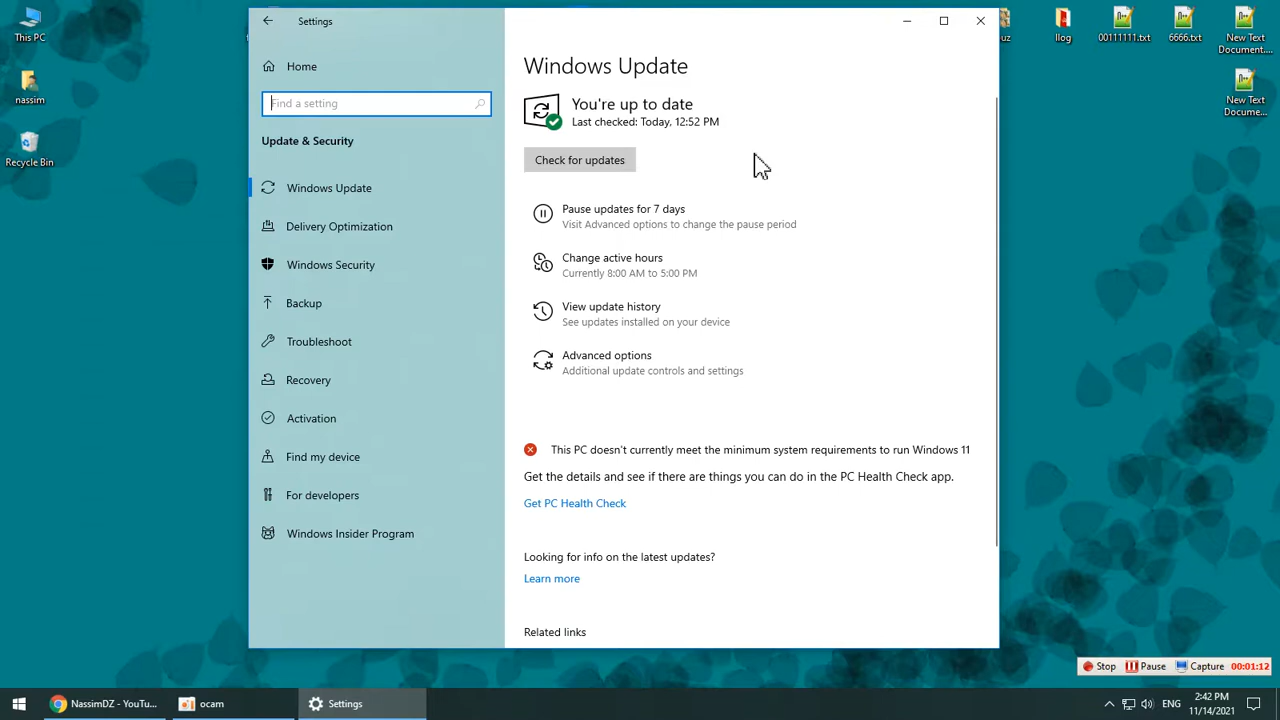 This PC
nassim
Recycle Bin
Settings
Home
Find a setting
Update & Security
Windows Update
Delivery Optimization
Windows Security
Backup
Troubleshoot
Recovery
Activation
Find my device
For developers
Windows Insider Program
Windows Update
You're up to date
Last checked: Today, 12:52 PM
Check for updates
Pause updates for 7 days
Visit Advanced options to change the pause period
Change active hours
Currently 8:00 AM to 5:00 PM
View update history
See updates installed on your device
Advanced options
Additional update controls and settings
This PC doesn't currently meet the minimum system requirements to run Windows 11
Get the details and see if there are things you can do in the PC Health Check app.
Get PC Health Check
Looking for info on the latest updates?
Learn more
Related links
llog
00111111.txt
6666.txt
New Text
Document....
New Text
Docume...
Stop
Pause
Capture
00:01:12
NassimDZ - YouTu...
ocam
Settings
ENG
2:42 PM
11/14/2021